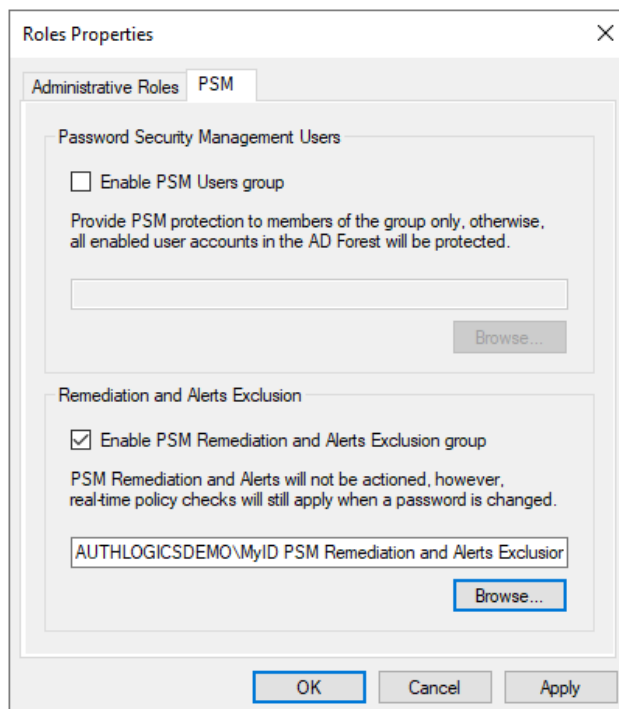 Roles Properties
Administrative Roles
PSM
Password Security Management Users
Enable PSM Users group
Provide PSM protection to members of the group only, otherwise,
all enabled user accounts in the AD Forest will be protected.
Browse...
Remediation and Alerts Exclusion
Enable PSM Remediation and Alerts Exclusion group
PSM Remediation and Alerts will not be actioned, however,
real-time policy checks will still apply when a password is changed.
AUTHLOGICSDEMO\MyID PSM Remediation and Alerts Exclusion
Browse...
OK
Cancel
Apply